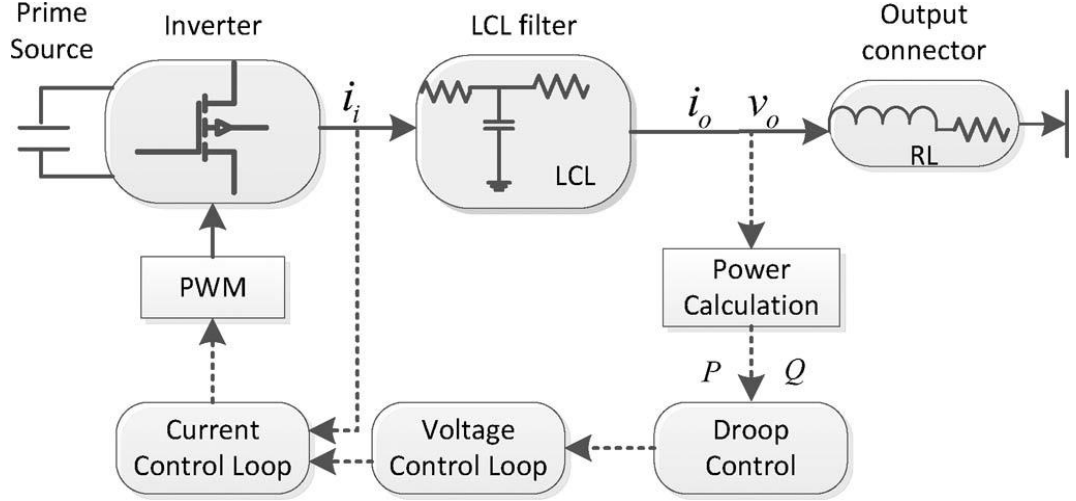 Prime
Source
Inverter
LCL filter
Output
connector
i_i
i_o
v_o
LCL
RL
PWM
Power
Calculation
P
Q
Current
Control Loop
Voltage
Control Loop
Droop
Control